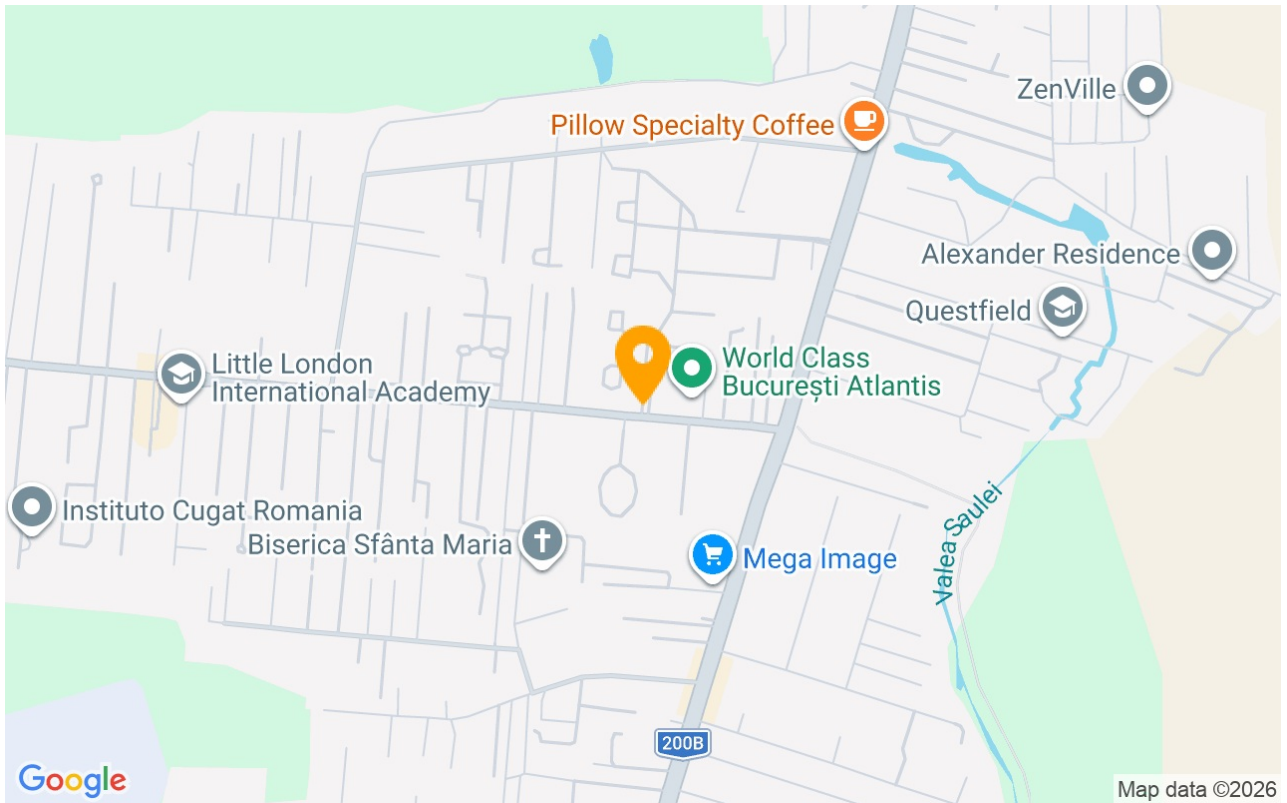 ZenVille
Pillow Specialty Coffee
Alexander Residence
Questfield
World Class
București Atlantis
Little London
International Academy
Instituto Cugat Romania
Biserica Sfânta Maria
Mega Image
Valea Saulei
200B
Google
Map data ©2026